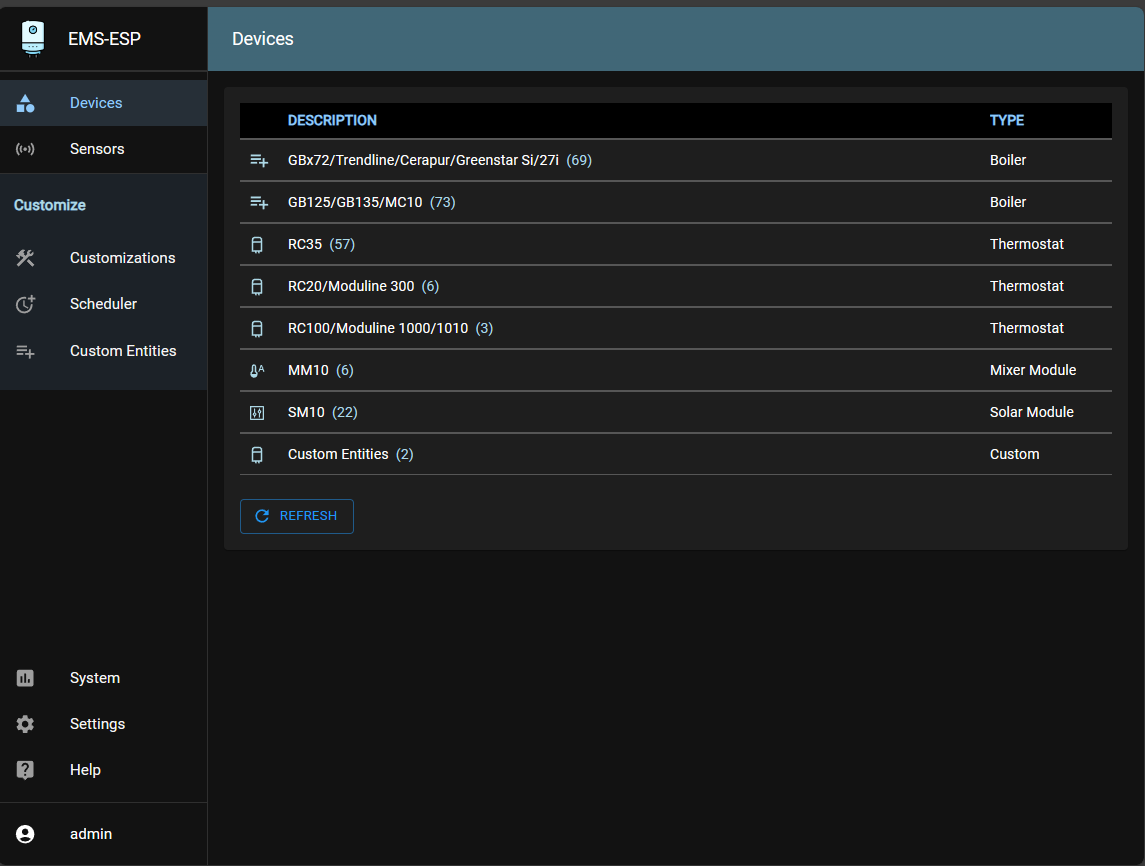 EMS-ESP
Devices
Devices
Sensors
Customize
Customizations
Scheduler
Custom Entities
System
Settings
Help
admin
DESCRIPTION TYPE
GBx72/Trendline/Cerapur/Greenstar Si/27i (69) Boiler
GB125/GB135/MC10 (73) Boiler
RC35 (57) Thermostat
RC20/Moduline 300 (6) Thermostat
RC100/Moduline 1000/1010 (3) Thermostat
MM10 (6) Mixer Module
SM10 (22) Solar Module
Custom Entities (2) Custom
REFRESH